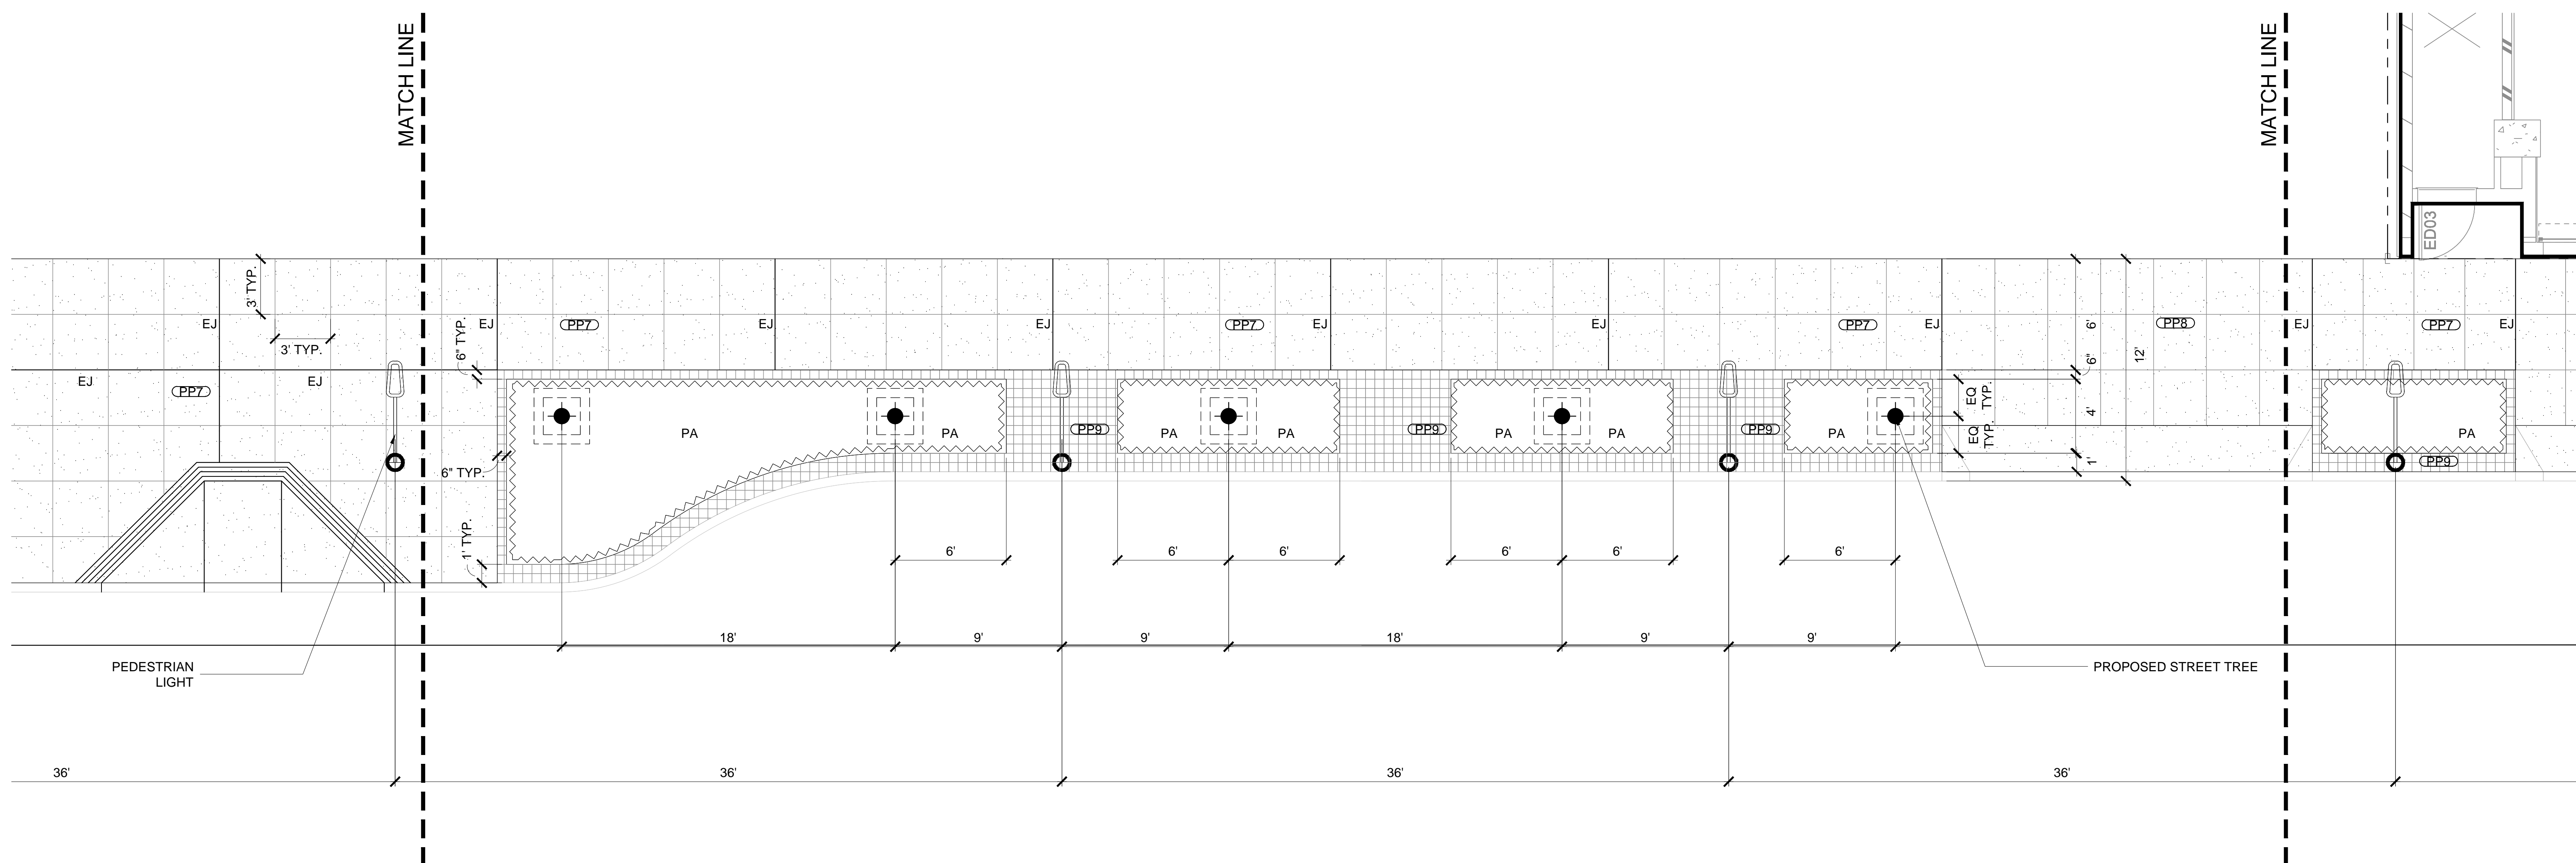 MATCH LINE
MATCH LINE
ED03
3' TYP.
3' TYP.
6" TYP.
EJ
EJ
PP7
EJ
EJ
PP7
EJ
EJ
PP7
EJ
PP8
EJ
PP7
EJ
6'
6"
12'
EJ
PP7
EJ
EQ
TYP.
4'
EQ
TYP.
1'
PA
PA
PP9
PA
PA
PP9
PA
PA
PP9
PA
PA
PP9
6" TYP.
1' TYP.
6'
6'
6'
6'
6'
6'
18'
9'
9'
18'
9'
9'
PEDESTRIAN
LIGHT
PROPOSED STREET TREE
36'
36'
36'
36'